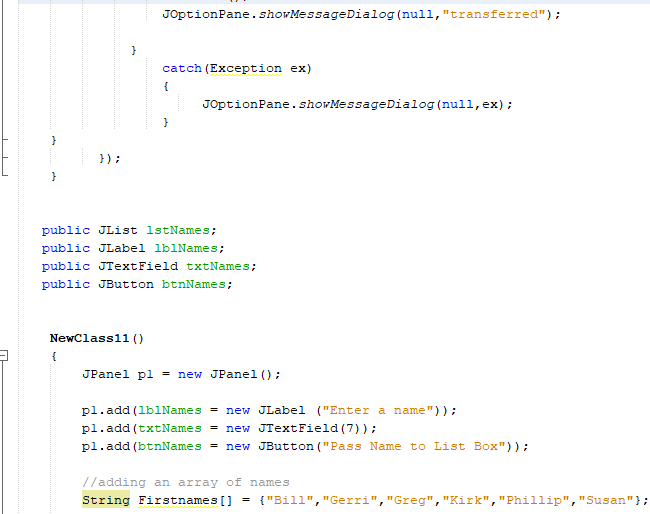 JOptionPane.showMessageDialog(null,"transferred");
}
catch(Exception ex)
{
JOptionPane.showMessageDialog(null,ex);
}
}
});
}
public JList lstNames;
public JLabel lblNames;
public JTextField txtNames;
public JButton btnNames;
NewClass11()
{
JPanel p1 = new JPanel();
p1.add(lblNames = new JLabel ("Enter a name"));
p1.add(txtNames = new JTextField(7));
p1.add(btnNames = new JButton("Pass Name to List Box"));
//adding an array of names
String Firstnames[] = {"Bill","Gerri","Greg","Kirk","Phillip","Susan"};